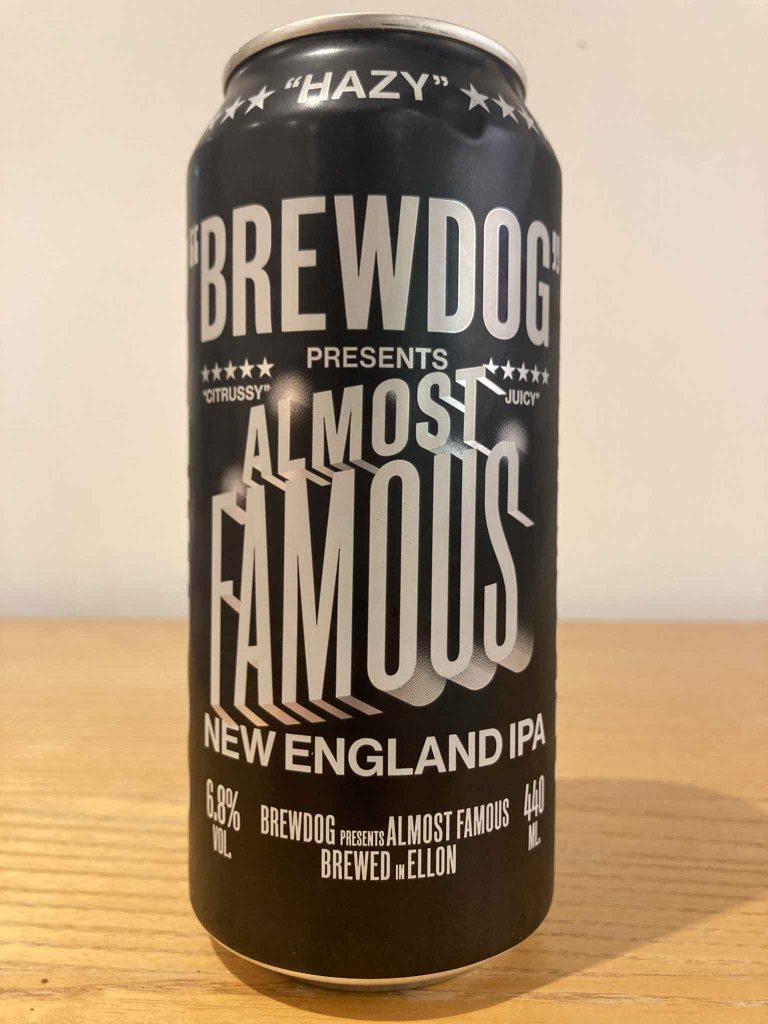 "HAZY"
"BREWDOG"
PRESENTS
"CITRUSSY"
JUICY"
ALMOST
FAMOUS
NEW ENGLAND IPA
6.8%
VOL.
BREWDOG PRESENTS ALMOST FAMOUS
BREWED IN ELLON
440
ML.